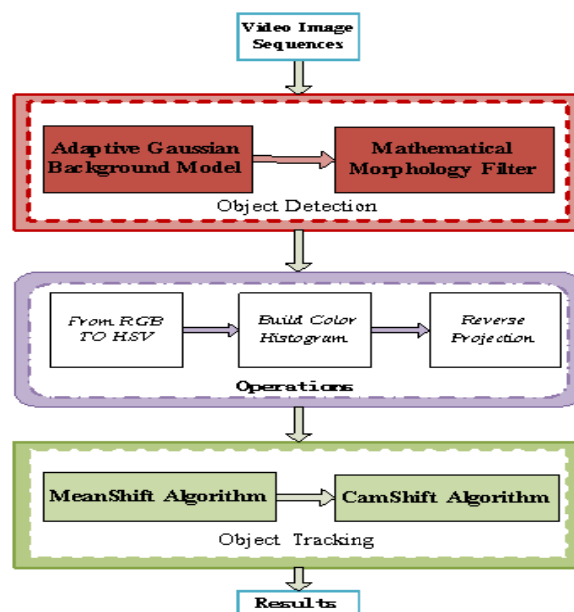 Video Image
Sequences
Adaptive Gaussian
Background Model
Mathematical
Morphology Filter
Object Detection
From RGB
TO HSV
Build Color
Histogram
Reverse
Projection
Operations
MeanShift Algorithm
CamShift Algorithm
Object Tracking
Results